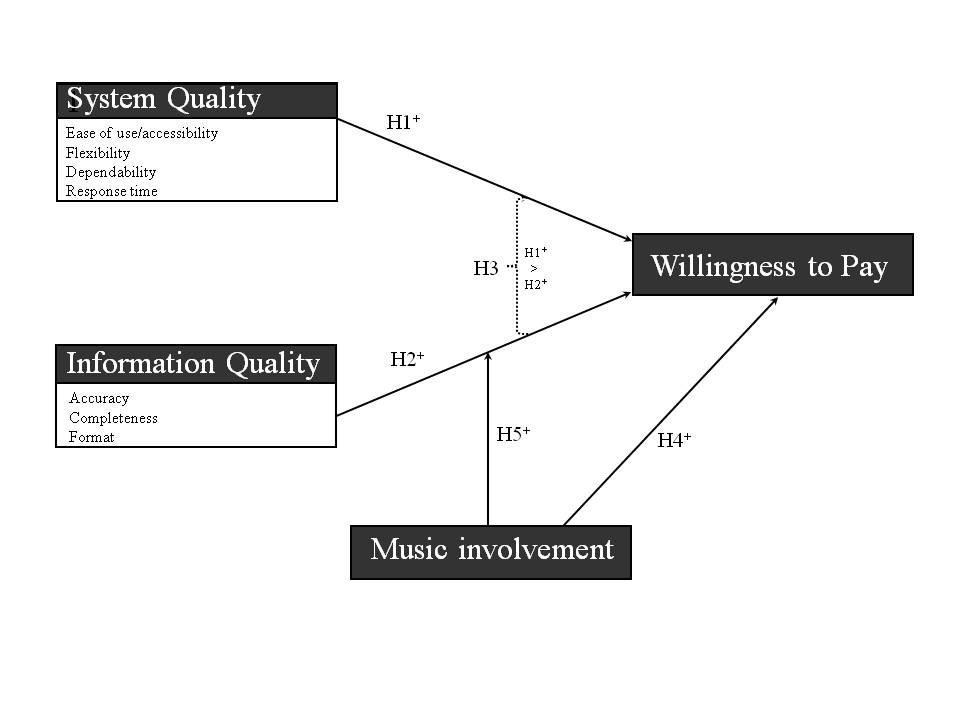 System Quality
Ease of use/accessibility
Flexibility
Dependability
Response time
H1+
H3
H1+
>
H2+
Willingness to Pay
Information Quality
Accuracy
Completeness
Format
H2+
H5+
H4+
Music involvement